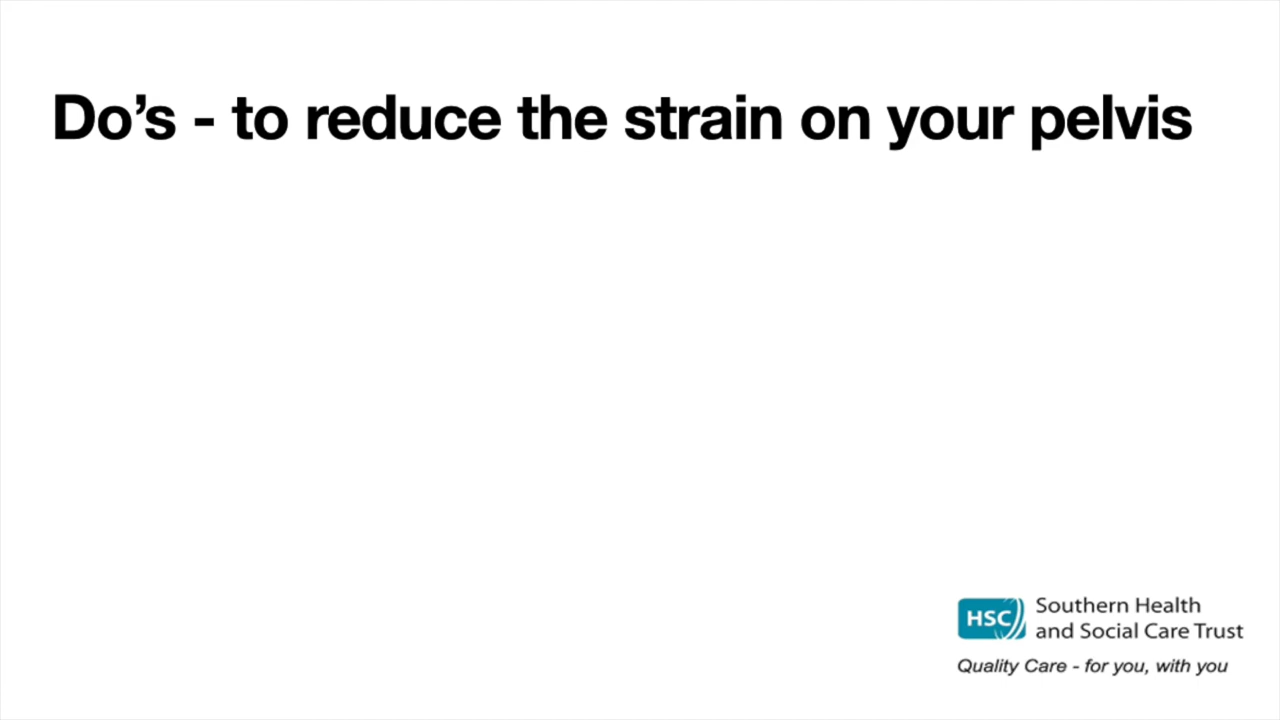 Do’s - to reduce the strain on your pelvis
HSC
Southern Health
and Social Care Trust
Quality Care - for you, with you